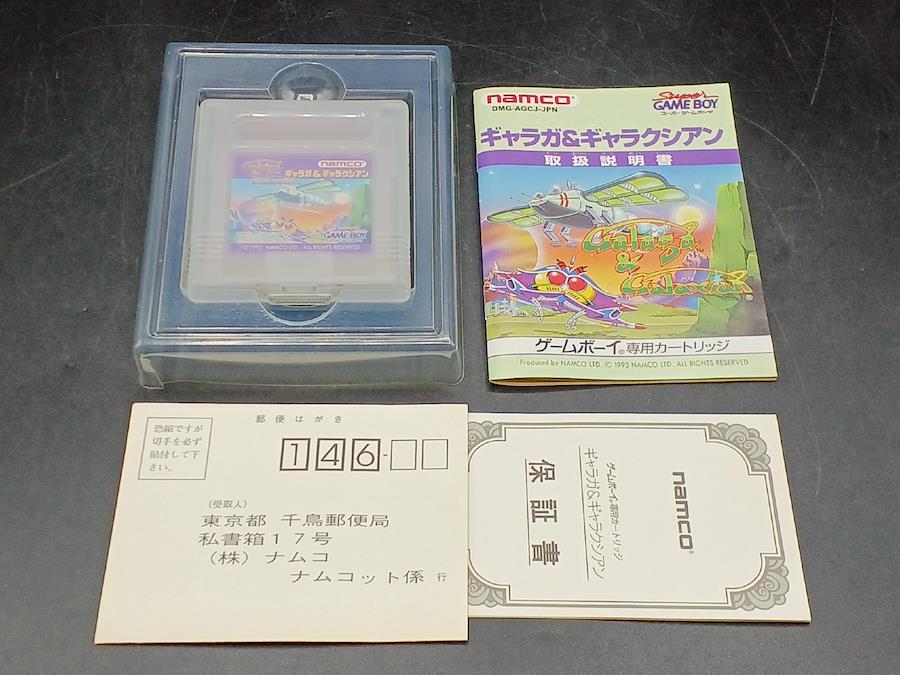 namco
ギャラガ&ギャラクシアン
Super
GAME BOY
©1995 NAMCO LTD. ALL RIGHTS RESERVED
namco
DMG-AGCJ-JPN
Super
GAME BOY
スーパーゲームボーイ
ギャラガ&ギャラクシアン
取扱説明書
Galaga
&
Galaxian®
ゲームボーイ®専用カートリッジ
Produced by NAMCO LTD. © 1995 NAMCO LTD., ALL RIGHTS RESERVED
恐縮ですが
切手を必ず
貼付して下
さい。
郵便はがき
146-
(受取人)
東京都 千鳥郵便局
私書箱17号
(株)ナムコ
ナムコット係 行
namco®
ゲームボーイ®専用カートリッジ
ギャラガ&ギャラクシアン
保証書